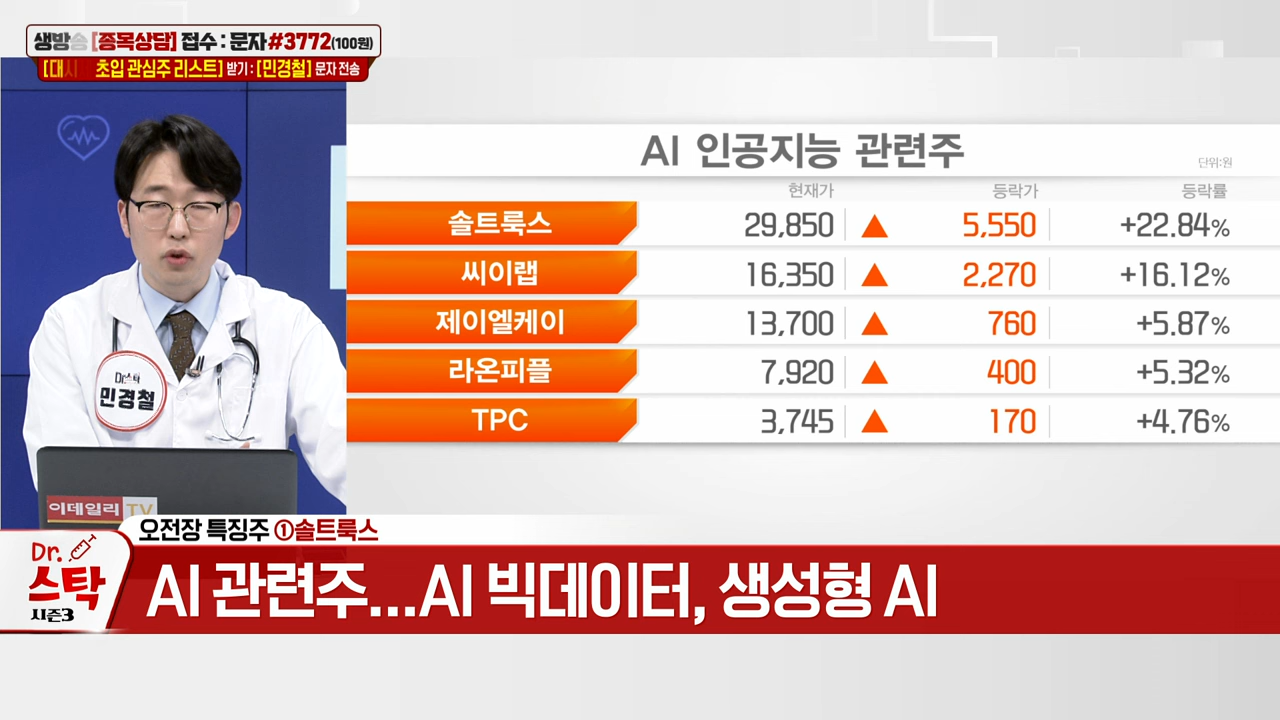 생방송 [종목상담] 접수 : 문자 #3772(100원)
[대시 초입 관심주 리스트] 받기 : [민경철] 문자 전송
AI 인공지능 관련주
단위:원
현재가 등락가 등락률
솔트룩스 29,850 ▲ 5,550 +22.84%
씨이랩 16,350 ▲ 2,270 +16.12%
제이엘케이 13,700 ▲ 760 +5.87%
라온피플 7,920 ▲ 400 +5.32%
TPC 3,745 ▲ 170 +4.76%
Dr.스탁
민경철
이데일리 TV
오전장 특징주 ①솔트룩스
Dr.
스탁
시즌3
AI 관련주...AI 빅데이터, 생성형 AI